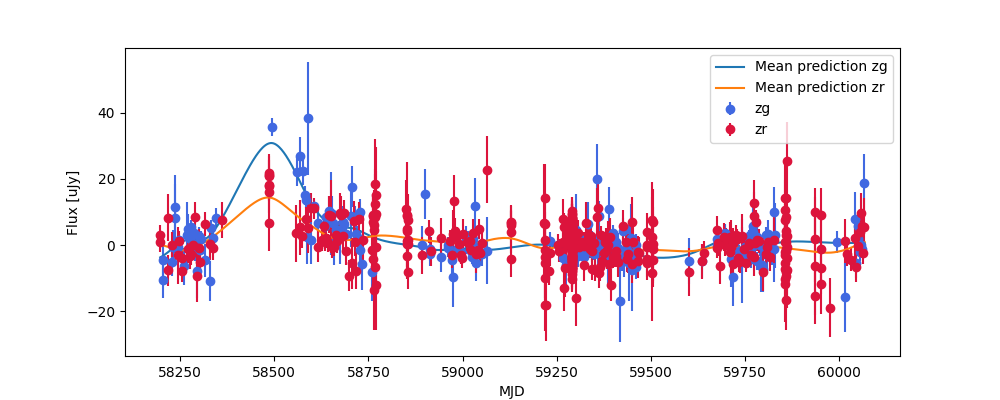 Mean prediction zg
Mean prediction zr
zg
zr
40
20
0
−20
Flux [uJy]
58250 58500 58750 59000 59250 59500 59750 60000
MJD